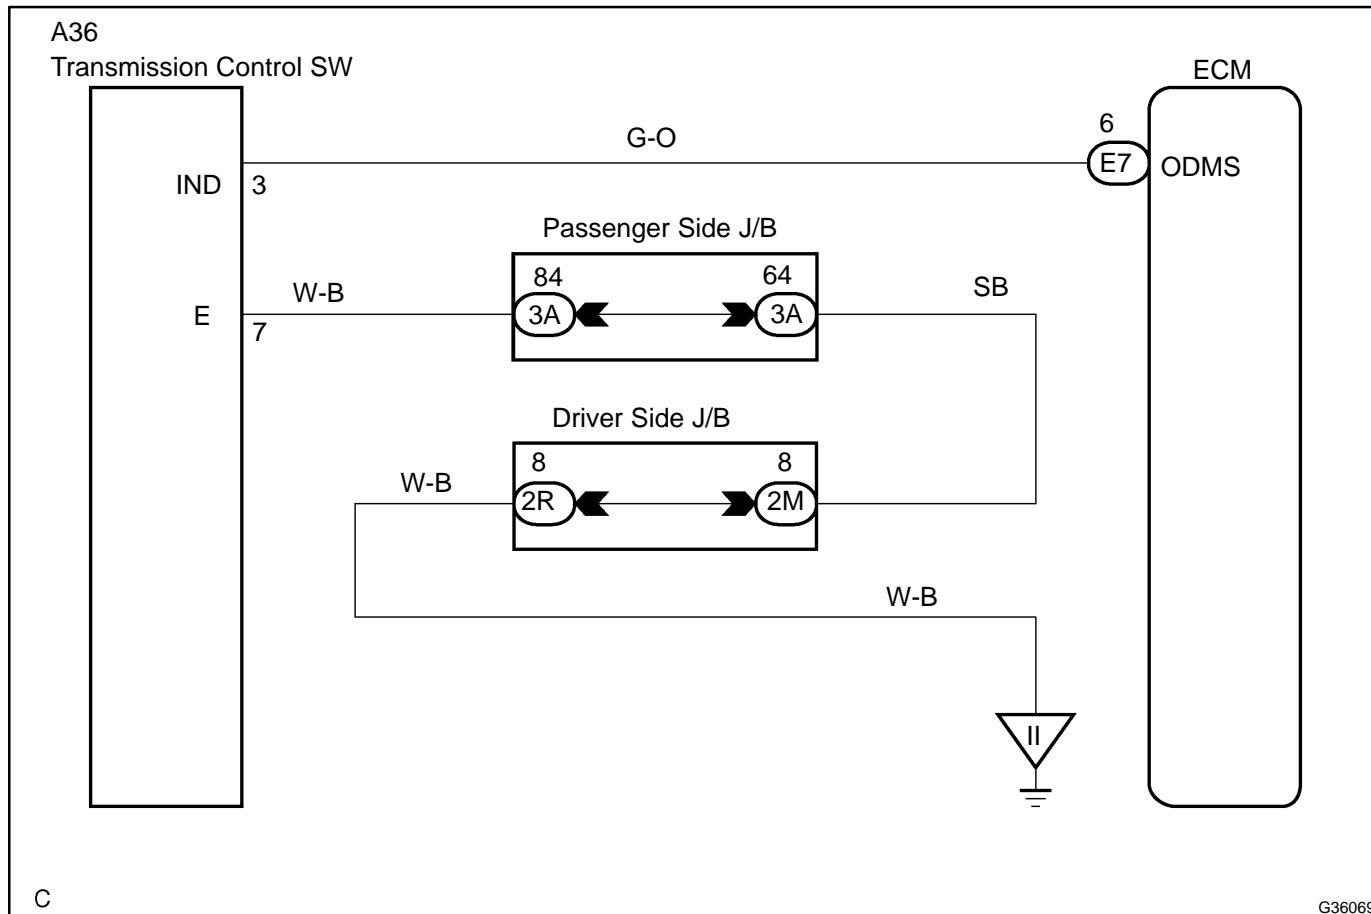 A36
Transmission Control SW
ECM
6
G-O
E7
ODMS
IND
3
Passenger Side J/B
84
64
W-B
3A
3A
SB
E
7
Driver Side J/B
8
8
W-B
2R
2M
W-B
II
C
G36069